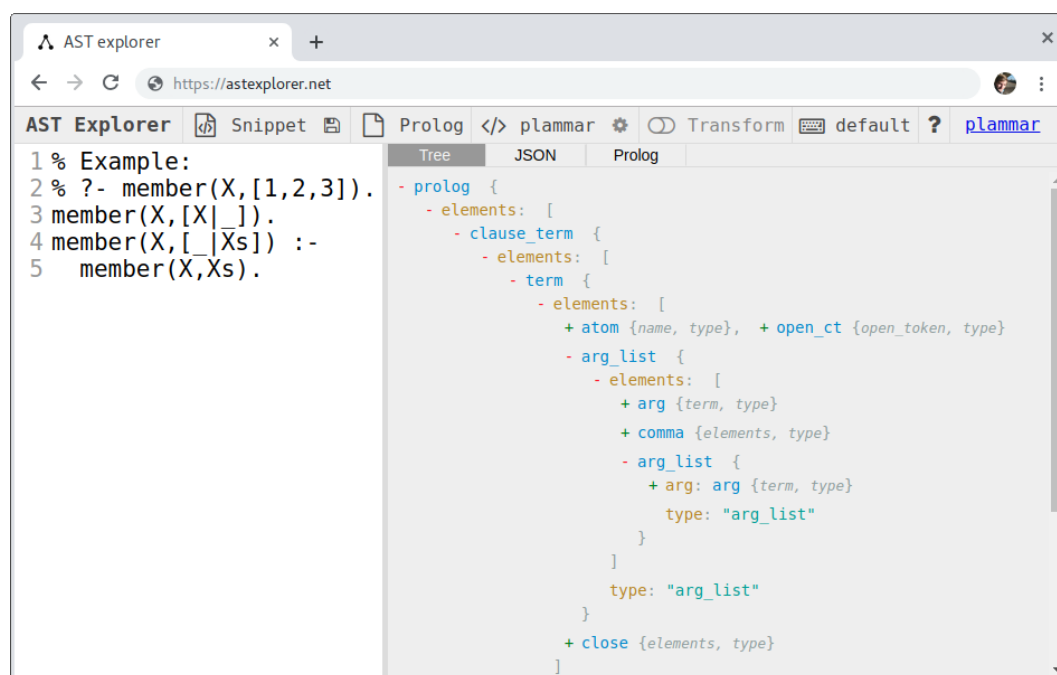 AST explorer × + ×
https://astexplorer.net
AST Explorer Snippet Prolog </> plammar Transform default ? plammar
Tree JSON Prolog
1 % Example:
2 % ?- member(X,[1,2,3]).
3 member(X,[X|_]).
4 member(X,[_|Xs]) :-
5   member(X,Xs).
- prolog {
- elements: [
- clause_term {
- elements: [
- term {
- elements: [
+ atom {name, type}, + open_ct {open_token, type}
- arg_list {
- elements: [
+ arg {term, type}
+ comma {elements, type}
- arg_list {
+ arg: arg {term, type}
type: "arg_list"
}
]
type: "arg_list"
}
+ close {elements, type}
]